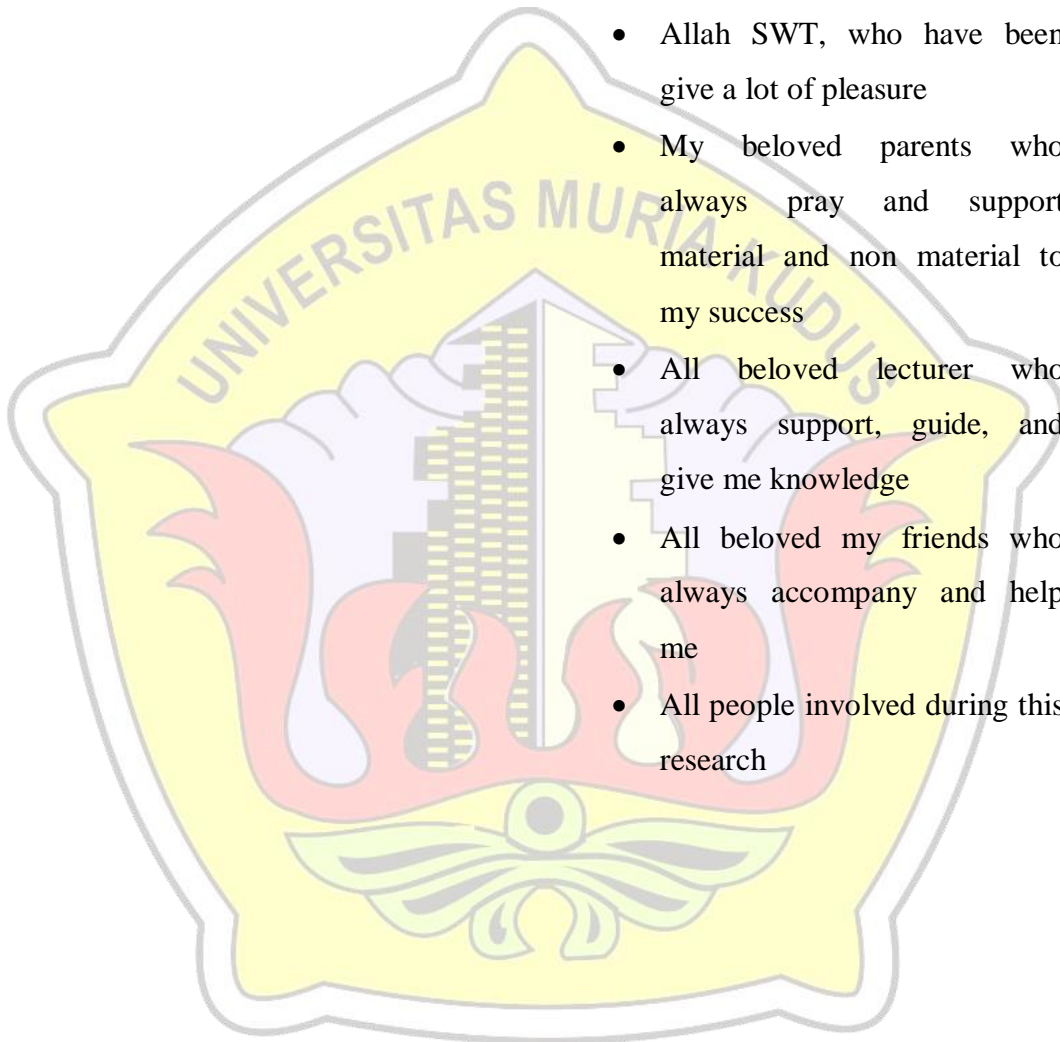 • Allah SWT, who have been
give a lot of pleasure
• My beloved parents who
always pray and support
material and non material to
my success
• All beloved lecturer who
always support, guide, and
give me knowledge
• All beloved my friends who
always accompany and help
me
• All people involved during this
research
UNIVERSITAS MURIA KUDUS